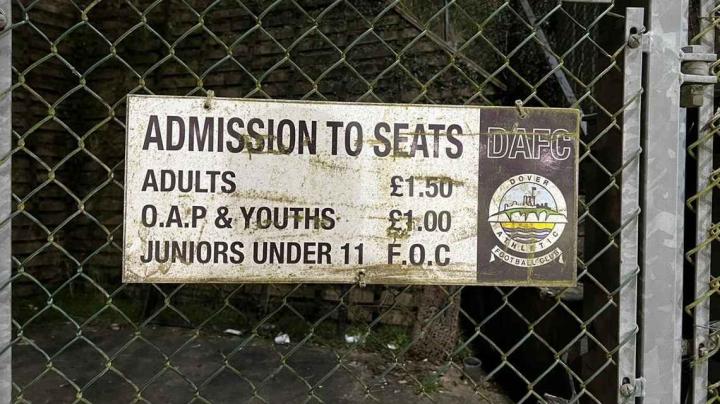 ADMISSION TO SEATS
ADULTS £1.50
O.A.P & YOUTHS £1.00
JUNIORS UNDER 11 F.O.C
DAFC
DOVER
ATHLETIC
FOOTBALL CLUB